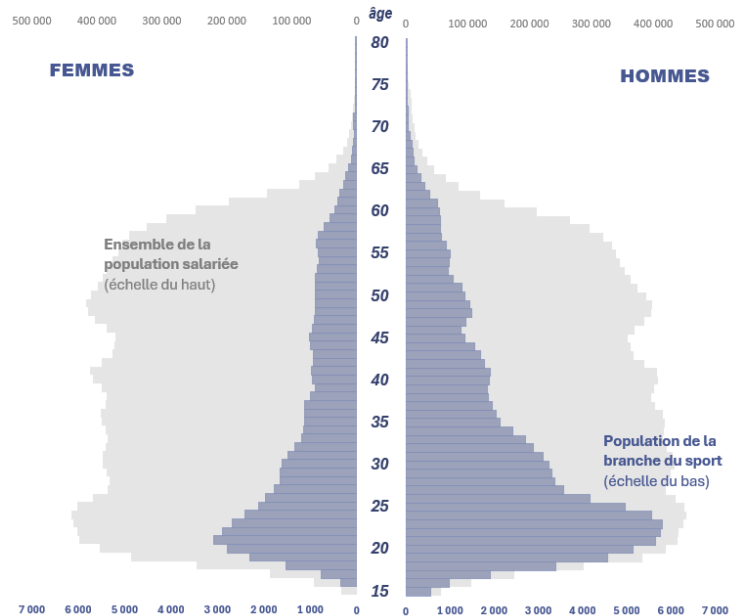 500 000 400 000 300 000 200 000 100 000 0 âge 0 100 000 200 000 300 000 400 000 500 000
80
FEMMES
HOMMES
75
70
65
60
Ensemble de la
population salariée
(échelle du haut)
55
50
45
40
35
Population de la
branche du sport
(échelle du bas)
30
25
20
15
7 000 6 000 5 000 4 000 3 000 2 000 1 000 0 0 1 000 2 000 3 000 4 000 5 000 6 000 7 000